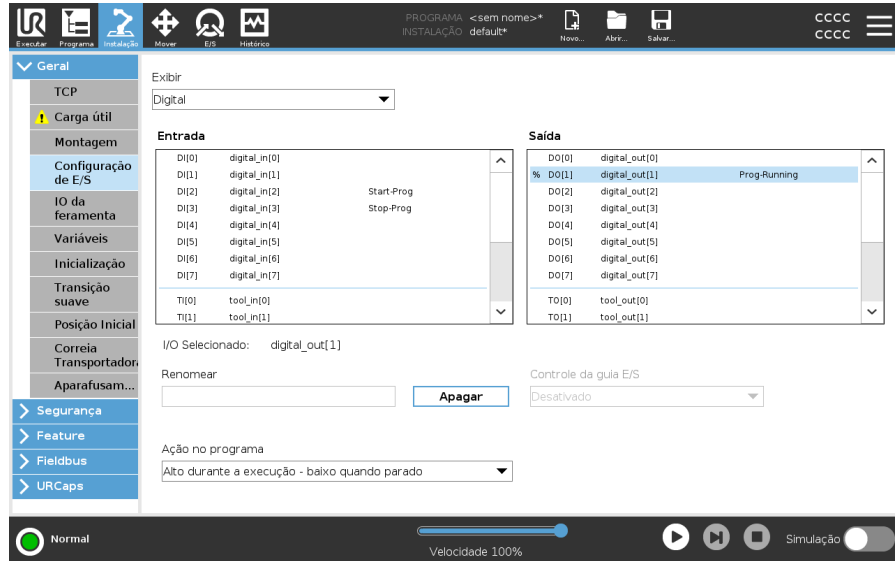 UR
PROGRAMA <sem nome>*
INSTALAÇÃO default*
CCCC
CCCC
Executar Programa Instalação Mover E/S Histórico Novo... Abrir... Salvar...
Geral
TCP
Carga útil
Montagem
Configuração
de E/S
IO da
ferramenta
Variáveis
Inicialização
Transição
suave
Posição Inicial
Correia
Transportadora
Aparafusam...
Segurança
Feature
Fieldbus
URCaps
Exibir
Digital
Entrada
DI[0] digital_in[0]
DI[1] digital_in[1]
DI[2] digital_in[2] Start-Prog
DI[3] digital_in[3] Stop-Prog
DI[4] digital_in[4]
DI[5] digital_in[5]
DI[6] digital_in[6]
DI[7] digital_in[7]
TI[0] tool_in[0]
TI[1] tool_in[1]
Saída
DO[0] digital_out[0]
% DO[1] digital_out[1] Prog-Running
DO[2] digital_out[2]
DO[3] digital_out[3]
DO[4] digital_out[4]
DO[5] digital_out[5]
DO[6] digital_out[6]
DO[7] digital_out[7]
TO[0] tool_out[0]
TO[1] tool_out[1]
I/O Selecionado: digital_out[1]
Renomear
Apagar
Controle da guia E/S
Desativado
Ação no programa
Alto durante a execução - baixo quando parado
Normal
Velocidade 100%
Simulação